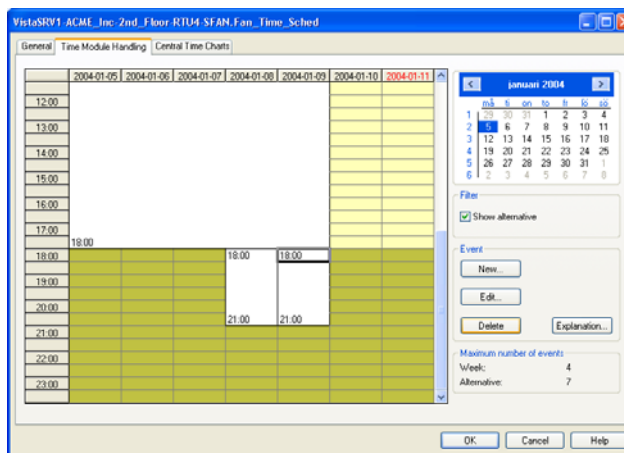 VistaSRV1-ACME_Inc-2nd_Floor-RTU4-SFAN.Fan_Time_Sched
General Time Module Handling Central Time Charts
2004-01-05 2004-01-06 2004-01-07 2004-01-08 2004-01-09 2004-01-10 2004-01-11
12:00
13:00
14:00
15:00
16:00
17:00
18:00
18:00 18:00 18:00
19:00
20:00
21:00 21:00
21:00
22:00
23:00
januari 2004
må ti on to fr lö sö
1 29 30 31 1 2 3 4
2 5 6 7 8 9 10 11
3 12 13 14 15 16 17 18
4 19 20 21 22 23 24 25
5 26 27 28 29 30 31 1
6 2 3 4 5 6 7 8
Filter
Show alternative
Event
New...
Edit...
Delete Explanation...
Maximum number of events
Week: 4
Alternative: 7
OK Cancel Help